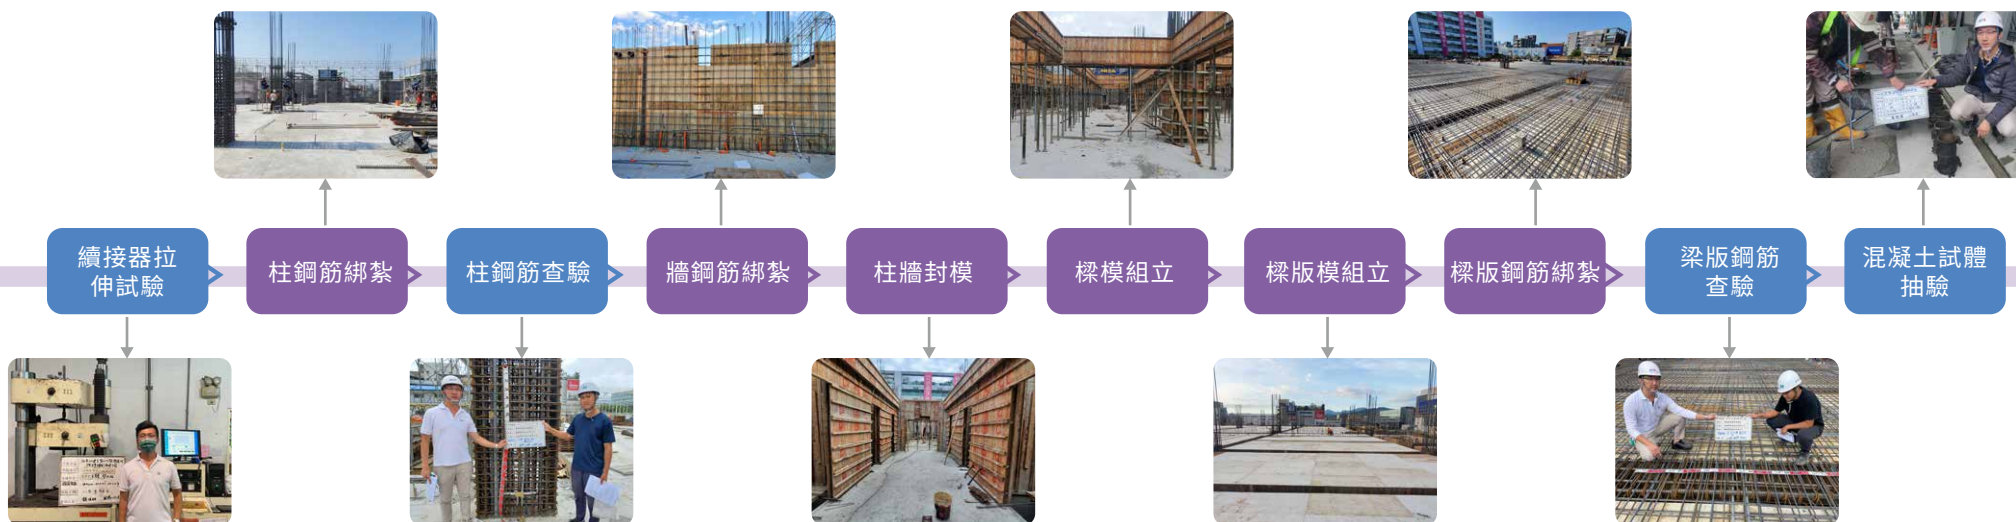 續接器拉
伸試驗
柱鋼筋綁紮
柱鋼筋查驗
牆鋼筋綁紮
柱牆封模
樑模組立
樑版模組立
樑版鋼筋綁紮
梁版鋼筋
查驗
混凝土試體
抽驗